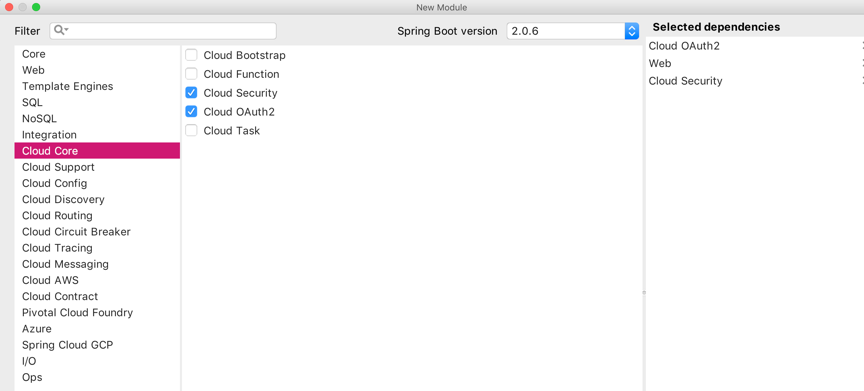 New Module
Filter
Spring Boot version 2.0.6
Selected dependencies
Core
Web
Template Engines
SQL
NoSQL
Integration
Cloud Core
Cloud Support
Cloud Config
Cloud Discovery
Cloud Routing
Cloud Circuit Breaker
Cloud Tracing
Cloud Messaging
Cloud AWS
Cloud Contract
Pivotal Cloud Foundry
Azure
Spring Cloud GCP
I/O
Ops
Cloud Bootstrap
Cloud Function
Cloud Security
Cloud OAuth2
Cloud Task
Cloud OAuth2
Web
Cloud Security